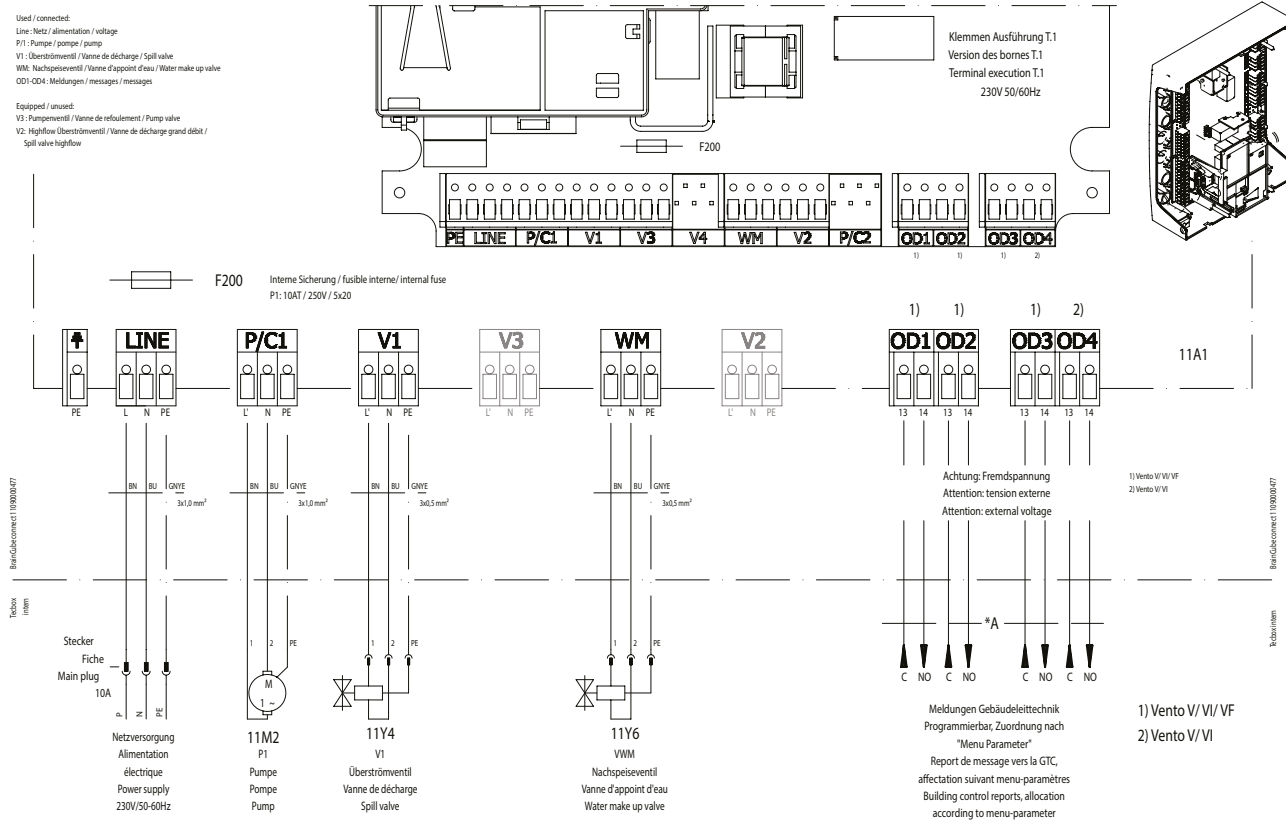 Used / connected:
Line : Netz / alimentation / voltage
P/1 : Pumpe / pompe / pump
V1 : Überströmventil / Vanne de décharge / Spill valve
WM: Nachspeiseventil / Vanne d'appoint d'eau / Water make up valve
OD1-OD4 : Meldungen / messages / messages
Equipped / unused:
V3 : Pumpenventil / Vanne de refoulement / Pump valve
V2: Highflow Überströmventil / Vanne de décharge grand débit /
Spill valve highflow
Klemmen Ausführung T.1
Version des bornes T.1
Terminal execution T.1
230V 50/60Hz
F200
PE LINE P/C1 V1 V3 V4 WM V2 P/C2 OD1 OD2 OD3 OD4
1) 1) 1) 2)
F200
Interne Sicherung / fusible interne/ internal fuse
P1: 10AT / 250V / 5x20
1) 1) 1) 2)
LINE P/C1 V1 V3 WM V2 OD1 OD2 OD3 OD4
11A1
PE L N PE L' N PE L' N PE L' N PE L' N PE L' N PE 13 14 13 14 13 14 13 14
BN BU GNYE BN BU GNYE BN BU GNYE BN BU GNYE
3x1,0 mm² 3x1,0 mm² 3x0,5 mm² 3x0,5 mm²
Achtung: Fremdspannung
Attention: tension externe
Attention: external voltage
1) Vento V/ VI/ VF
2) Vento V/ VI
BrainCube connect 1 109000477
BrainCube connect 1 109000477
Tecbox
intern
Tecbox intern
Stecker
Fiche
Main plug
10A
P N PE
1 2 PE
M
1 ~
1 2 PE
1 2 PE
*A
C NO C NO C NO C NO
Netzversorgung
Alimentation
électrique
Power supply
230V/50-60Hz
11M2
P1
Pumpe
Pompe
Pump
11Y4
V1
Überströmventil
Vanne de décharge
Spill valve
11Y6
VWM
Nachspeiseventil
Vanne d'appoint d'eau
Water make up valve
Meldungen Gebäudeleittechnik
Programmierbar, Zuordnung nach
"Menu Parameter"
Report de message vers la GTC,
affectation suivant menu-paramètres
Building control reports, allocation
according to menu-parameter
1) Vento V/ VI/ VF
2) Vento V/ VI